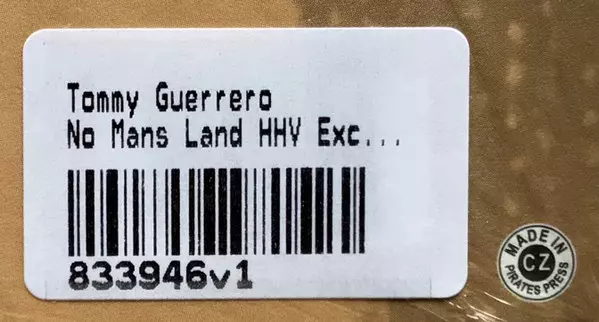 Tommy Guerrero
No Mans Land HHV Exc...
833946v1
MADE IN
CZ
PIRATES PRESS